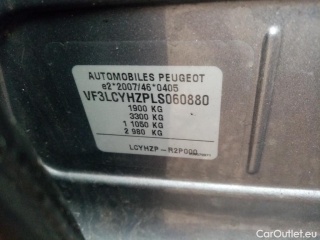 AUTOMOBILES PEUGEOT
e2*2007/46*0405
VF3LCYHZPLS060880
1900 KG
3300 KG
1 1050 KG
2 980 KG
LCYHZP - R2P000
CarOutlet.eu